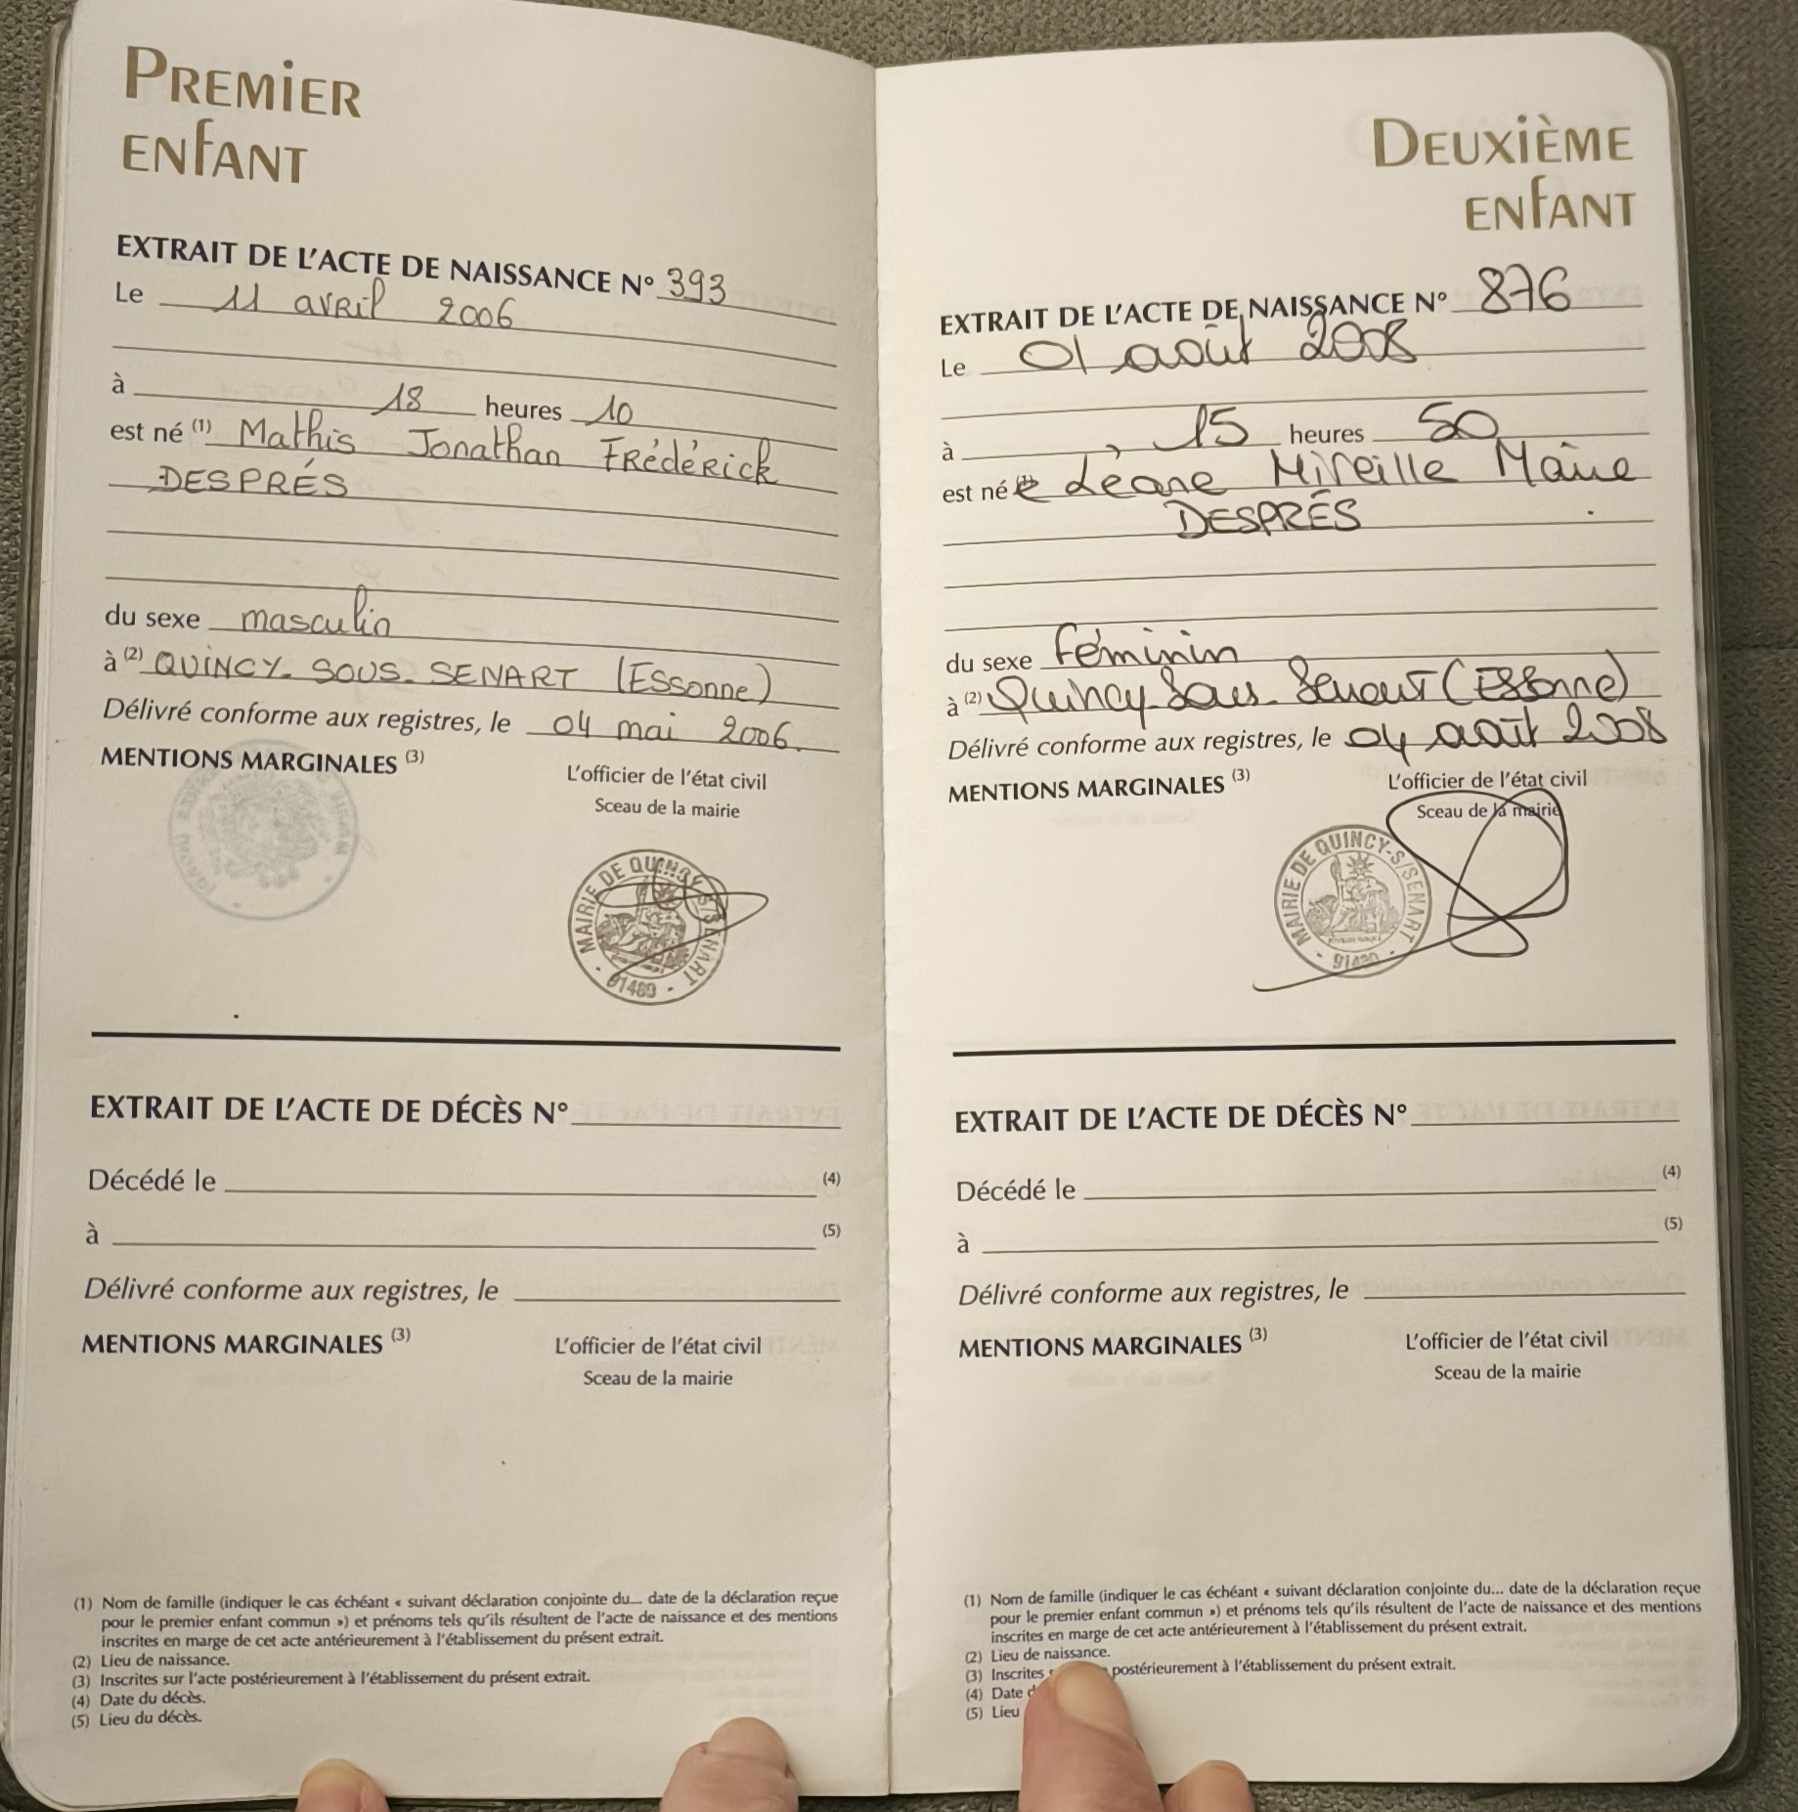 PREMIER
ENFANT
EXTRAIT DE L'ACTE DE NAISSANCE N° 393
Le 11 avril 2006
à 18 heures 10
est né (1) Mathis Jonathan Frédérick
DESPRÉS
du sexe masculin
à (2) QUINCY-SOUS-SENART (Essonne)
Délivré conforme aux registres, le 04 mai 2006.
MENTIONS MARGINALES (3)
L'officier de l'état civil
Sceau de la mairie
MAIRIE DE QUINCY-S/SENART
91480
EXTRAIT DE L'ACTE DE DÉCÈS N°
Décédé le (4)
à (5)
Délivré conforme aux registres, le
MENTIONS MARGINALES (3)
L'officier de l'état civil
Sceau de la mairie
(1) Nom de famille (indiquer le cas échéant « suivant déclaration conjointe du... date de la déclaration reçue
pour le premier enfant commun ») et prénoms tels qu'ils résultent de l'acte de naissance et des mentions
inscrites en marge de cet acte antérieurement à l'établissement du présent extrait.
(2) Lieu de naissance.
(3) Inscrites sur l'acte postérieurement à l'établissement du présent extrait.
(4) Date du décès.
(5) Lieu du décès.
DEUXIÈME
ENFANT
EXTRAIT DE L'ACTE DE NAISSANCE N° 876
Le 01 août 2008
à 15 heures 50
est née Léane Mireille
DESPRÉS
du sexe Féminin
à (2) Quincy-Sous-Senart (Essonne)
Délivré conforme aux registres, le 04 août 2008
MENTIONS MARGINALES (3)
L'officier de l'état civil
Sceau de la mairie
MAIRIE DE QUINCY-S/SENART
91480
EXTRAIT DE L'ACTE DE DÉCÈS N°
Décédé le (4)
à (5)
Délivré conforme aux registres, le
MENTIONS MARGINALES (3)
L'officier de l'état civil
Sceau de la mairie
(1) Nom de famille (indiquer le cas échéant « suivant déclaration conjointe du... date de la déclaration reçue
pour le premier enfant commun ») et prénoms tels qu'ils résultent de l'acte de naissance et des mentions
inscrites en marge de cet acte antérieurement à l'établissement du présent extrait.
(2) Lieu de naissance.
(3) Inscrites postérieurement à l'établissement du présent extrait.
(4) Date
(5) Lieu